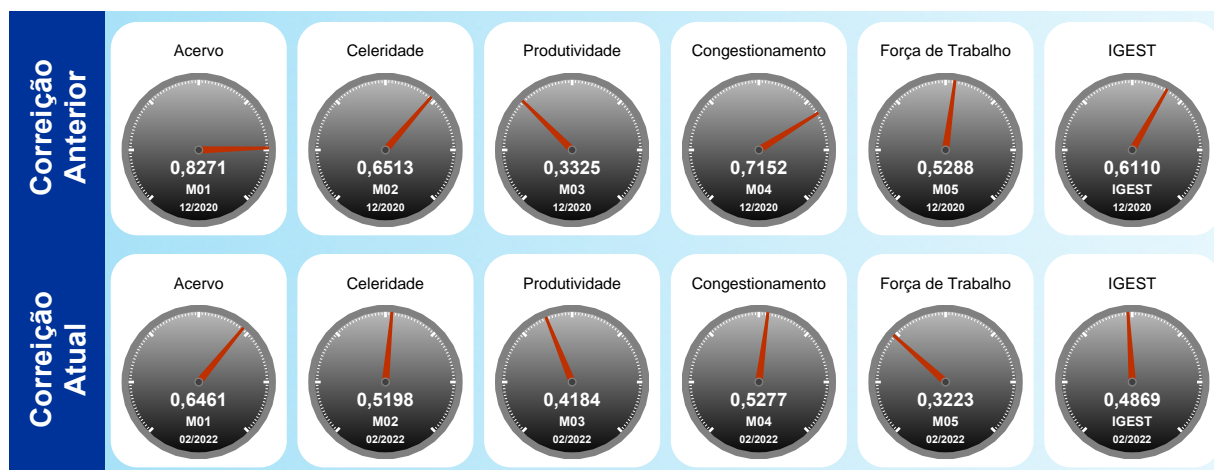 Correição
Anterior
Acervo
0,8271
M01
12/2020
Celeridade
0,6513
M02
12/2020
Produtividade
0,3325
M03
12/2020
Congestionamento
0,7152
M04
12/2020
Força de Trabalho
0,5288
M05
12/2020
IGEST
0,6110
IGEST
12/2020
Correição
Atual
Acervo
0,6461
M01
02/2022
Celeridade
0,5198
M02
02/2022
Produtividade
0,4184
M03
02/2022
Congestionamento
0,5277
M04
02/2022
Força de Trabalho
0,3223
M05
02/2022
IGEST
0,4869
IGEST
02/2022